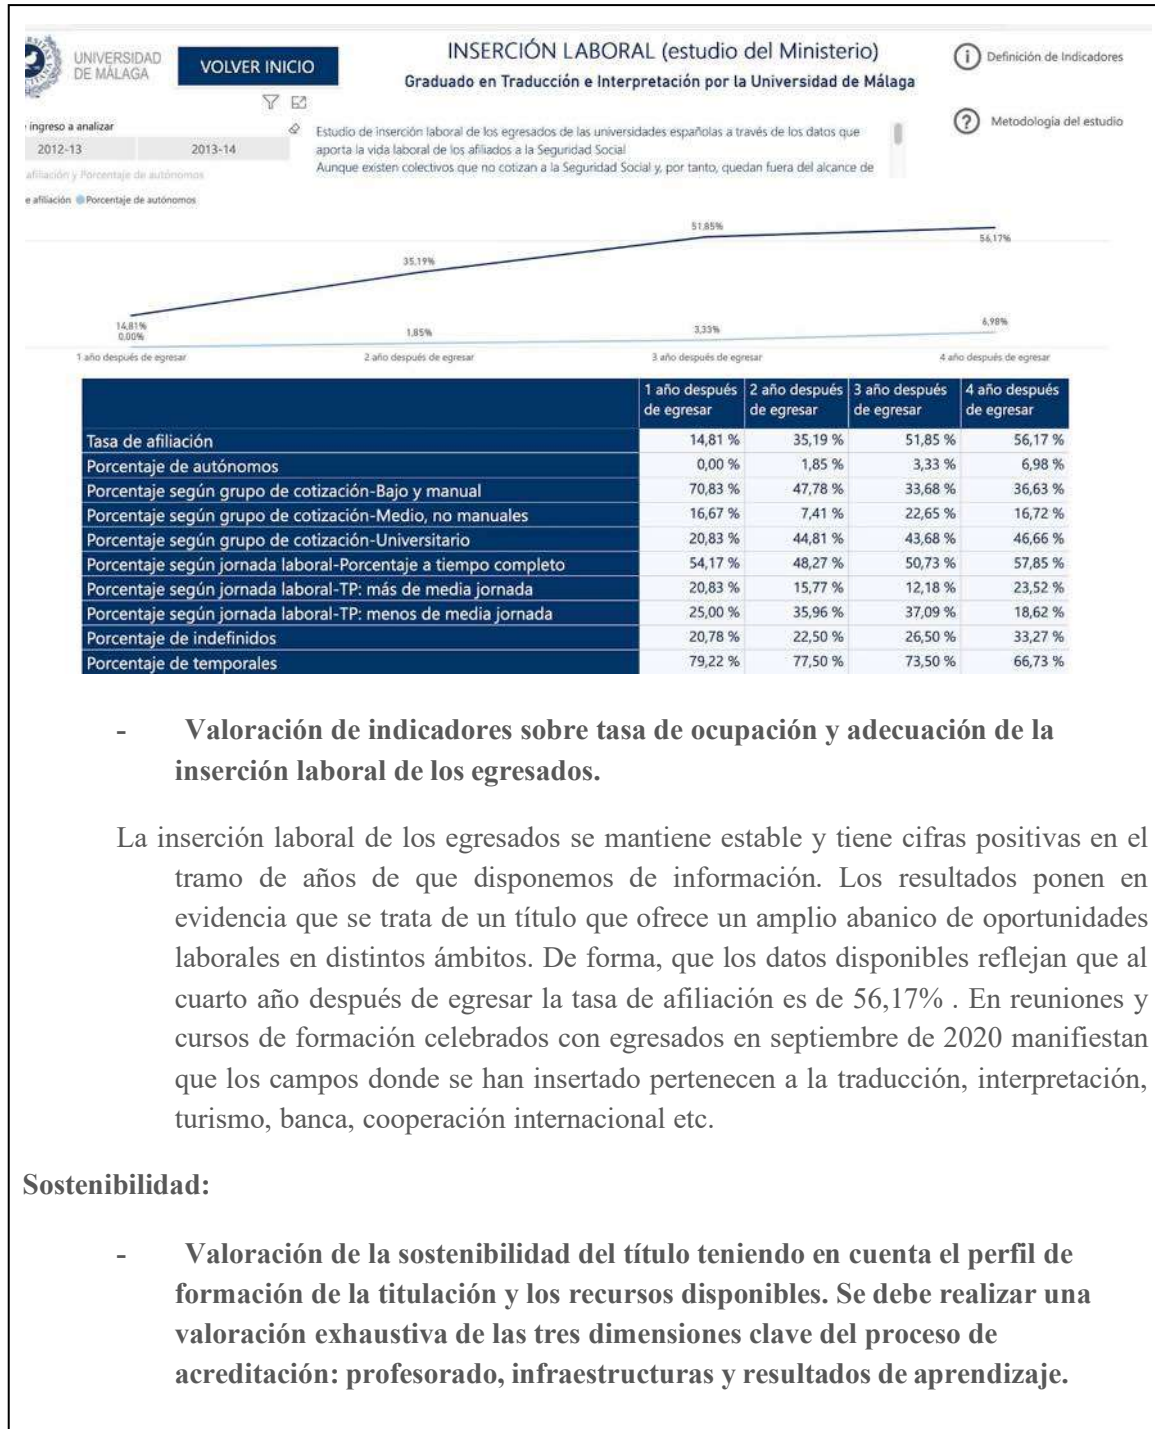 UNIVERSIDAD
DE MÁLAGA
VOLVER INICIO
INSERCIÓN LABORAL (estudio del Ministerio)
Graduado en Traducción e Interpretación por la Universidad de Málaga
Definición de Indicadores
Metodología del estudio
ingreso a analizar
2012-13 2013-14
afiliación y Porcentaje de autónomos
e afiliación Porcentaje de autónomos
Estudio de inserción laboral de los egresados de las universidades españolas a través de los datos que
aporta la vida laboral de los afiliados a la Seguridad Social
Aunque existen colectivos que no cotizan a la Seguridad Social y, por tanto, quedan fuera del alcance de
14,81% 35,19% 51,85% 56,17%
0,00% 1,85% 3,33% 6,98%
1 año después de egresar 2 año después de egresar 3 año después de egresar 4 año después de egresar
1 año después de egresar 2 año después de egresar 3 año después de egresar 4 año después de egresar
Tasa de afiliación 14,81 % 35,19 % 51,85 % 56,17 %
Porcentaje de autónomos 0,00 % 1,85 % 3,33 % 6,98 %
Porcentaje según grupo de cotización-Bajo y manual 70,83 % 47,78 % 33,68 % 36,63 %
Porcentaje según grupo de cotización-Medio, no manuales 16,67 % 7,41 % 22,65 % 16,72 %
Porcentaje según grupo de cotización-Universitario 20,83 % 44,81 % 43,68 % 46,66 %
Porcentaje según jornada laboral-Porcentaje a tiempo completo 54,17 % 48,27 % 50,73 % 57,85 %
Porcentaje según jornada laboral-TP: más de media jornada 20,83 % 15,77 % 12,18 % 23,52 %
Porcentaje según jornada laboral-TP: menos de media jornada 25,00 % 35,96 % 37,09 % 18,62 %
Porcentaje de indefinidos 20,78 % 22,50 % 26,50 % 33,27 %
Porcentaje de temporales 79,22 % 77,50 % 73,50 % 66,73 %
- Valoración de indicadores sobre tasa de ocupación y adecuación de la
inserción laboral de los egresados.
La inserción laboral de los egresados se mantiene estable y tiene cifras positivas en el
tramo de años de que disponemos de información. Los resultados ponen en
evidencia que se trata de un título que ofrece un amplio abanico de oportunidades
laborales en distintos ámbitos. De forma, que los datos disponibles reflejan que al
cuarto año después de egresar la tasa de afiliación es de 56,17% . En reuniones y
cursos de formación celebrados con egresados en septiembre de 2020 manifiestan
que los campos donde se han insertado pertenecen a la traducción, interpretación,
turismo, banca, cooperación internacional etc.
Sostenibilidad:
- Valoración de la sostenibilidad del título teniendo en cuenta el perfil de
formación de la titulación y los recursos disponibles. Se debe realizar una
valoración exhaustiva de las tres dimensiones clave del proceso de
acreditación: profesorado, infraestructuras y resultados de aprendizaje.